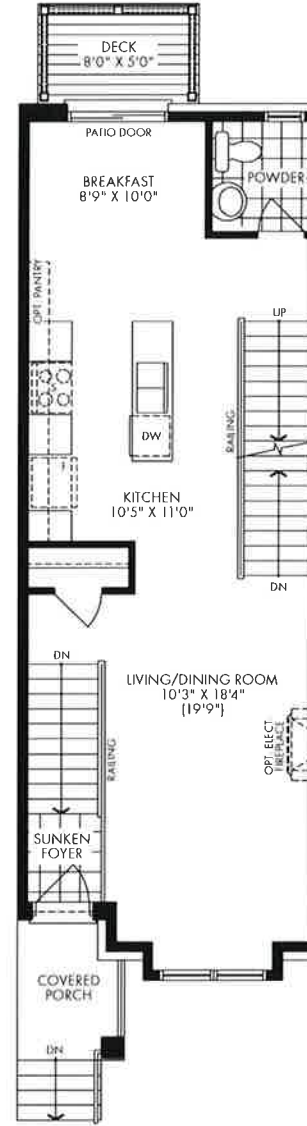 DECK
8'0" X 5'0"
PATIO DOOR
BREAKFAST
8'9" X 10'0"
POWDER
OPT. PANTRY
UP
RAILING
DW
KITCHEN
10'5" X 11'0"
DN
DN
LIVING/DINING ROOM
10'3" X 18'4"
(19'9")
RAILING
OPT. ELECT
FIREPLACE
SUNKEN
FOYER
COVERED
PORCH
DN